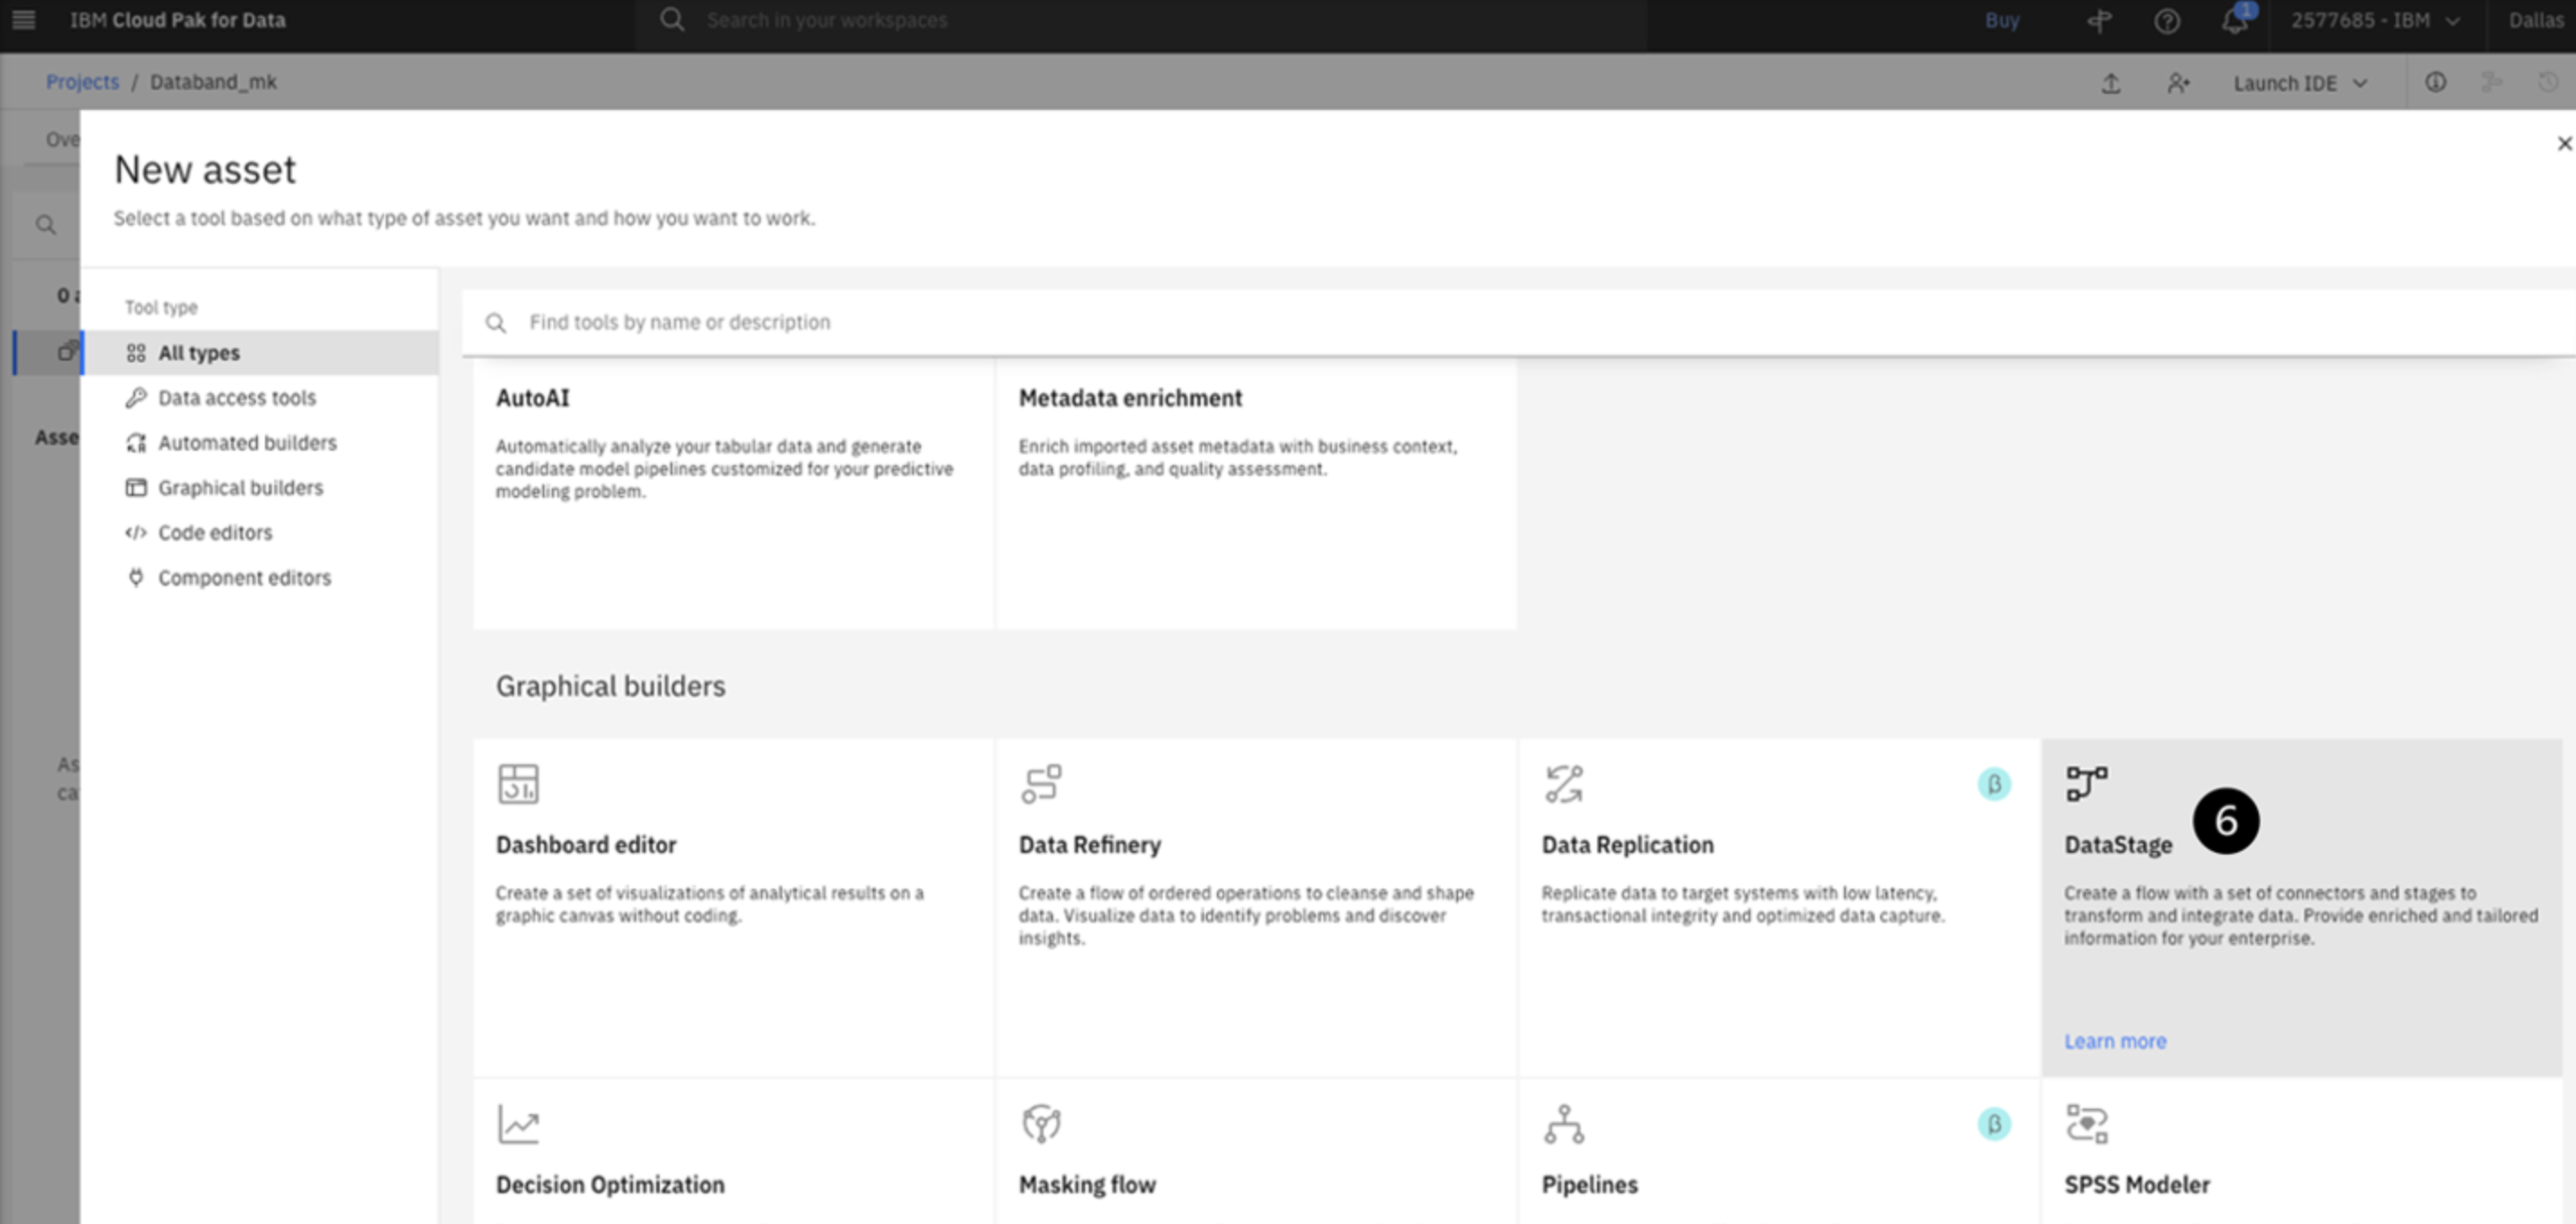 IBM Cloud Pak for Data
Search in your workspaces
Buy
1
2577685 - IBM
Dallas
Projects / Databand_mk
Launch IDE
Ove
New asset
Select a tool based on what type of asset you want and how you want to work.
0 a
Asse
As
ca
Tool type
All types
Data access tools
Automated builders
Graphical builders
Code editors
Component editors
Find tools by name or description
AutoAI
Automatically analyze your tabular data and generate
candidate model pipelines customized for your predictive
modeling problem.
Metadata enrichment
Enrich imported asset metadata with business context,
data profiling, and quality assessment.
Graphical builders
Dashboard editor
Create a set of visualizations of analytical results on a
graphic canvas without coding.
Data Refinery
Create a flow of ordered operations to cleanse and shape
data. Visualize data to identify problems and discover
insights.
β
Data Replication
Replicate data to target systems with low latency,
transactional integrity and optimized data capture.
6
DataStage
Create a flow with a set of connectors and stages to
transform and integrate data. Provide enriched and tailored
information for your enterprise.
Learn more
Decision Optimization
Masking flow
β
Pipelines
SPSS Modeler